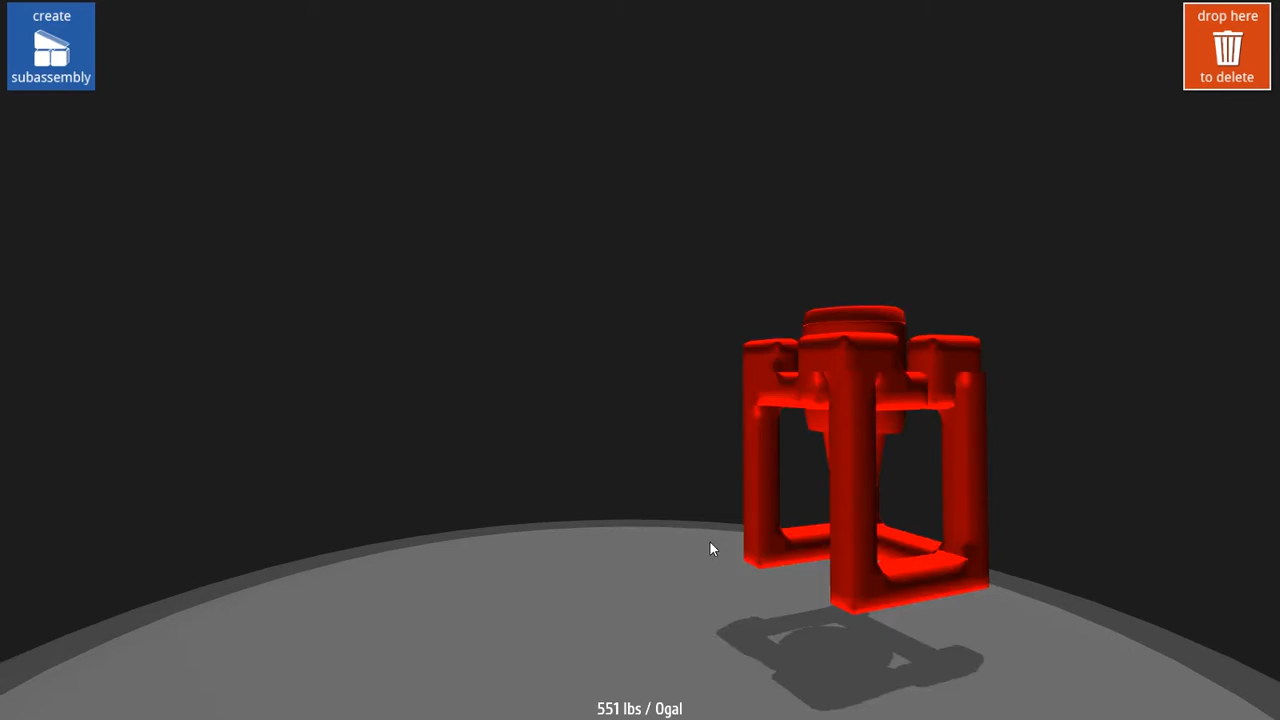 create
subassembly
drop here
to delete
551 lbs / 0gal